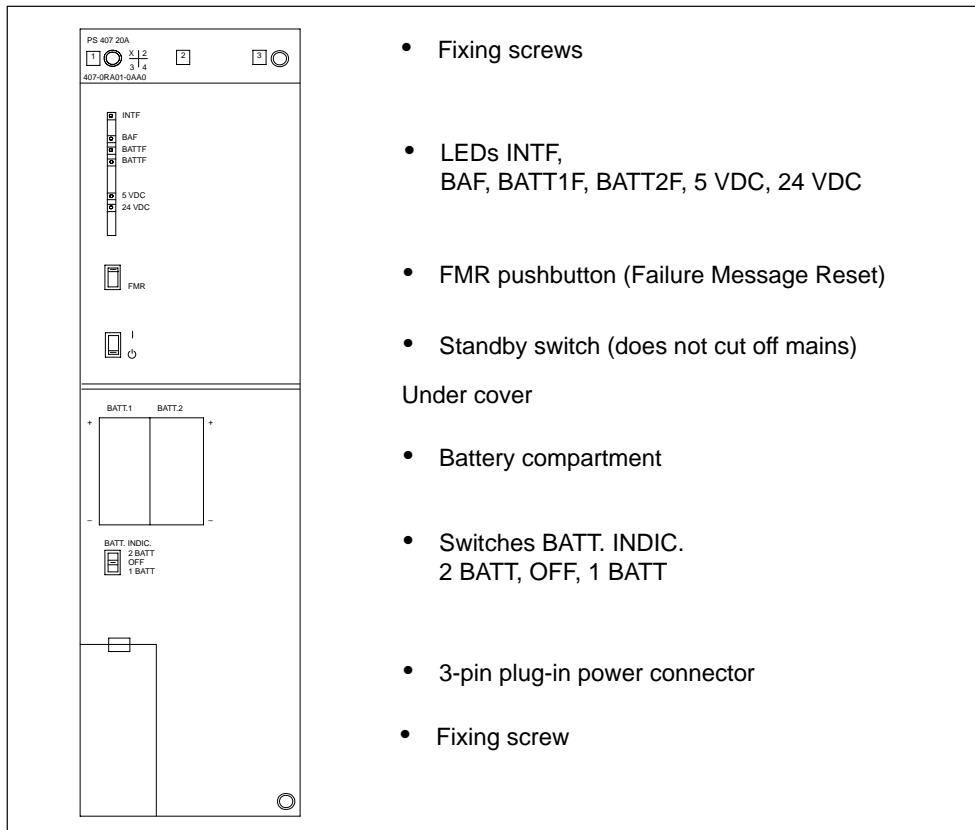 PS 407 20A
1 X 2 2 3
3 4
407-0RA01-0AA0
INTF
BAF
BATTF
BATTF
5 VDC
24 VDC
FMR
I
BATT.1 BATT.2
+ +
– –
BATT. INDIC.
2 BATT
OFF
1 BATT
• Fixing screws
• LEDs INTF,
BAF, BATT1F, BATT2F, 5 VDC, 24 VDC
• FMR pushbutton (Failure Message Reset)
• Standby switch (does not cut off mains)
Under cover
• Battery compartment
• Switches BATT. INDIC.
2 BATT, OFF, 1 BATT
• 3-pin plug-in power connector
• Fixing screw